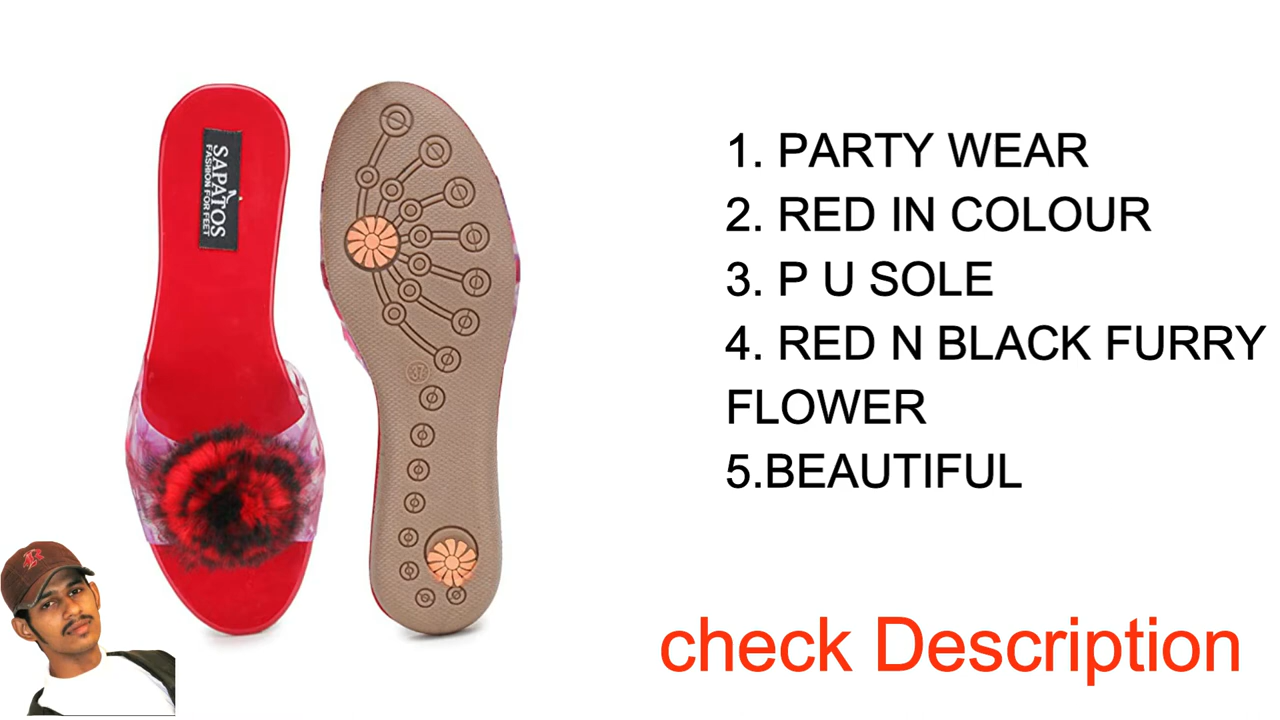 SAPATOS
FASHION FOR FEET
37
1. PARTY WEAR
2. RED IN COLOUR
3. P U SOLE
4. RED N BLACK FURRY
FLOWER
5.BEAUTIFUL
check Description